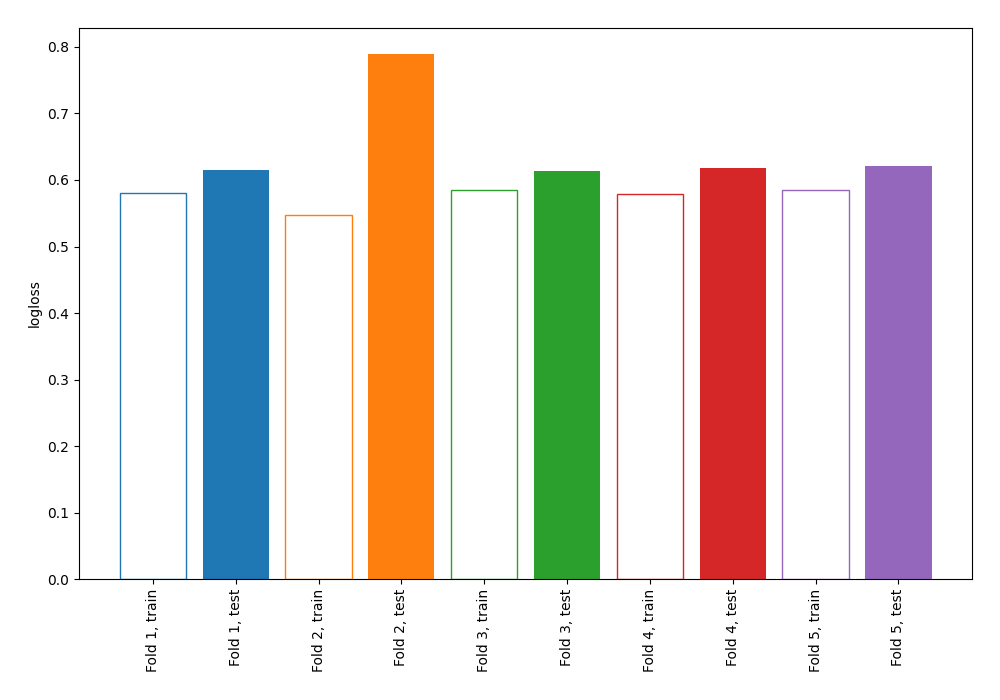 logloss
0.8
0.7
0.6
0.5
0.4
0.3
0.2
0.1
0.0
Fold 1, train
Fold 1, test
Fold 2, train
Fold 2, test
Fold 3, train
Fold 3, test
Fold 4, train
Fold 4, test
Fold 5, train
Fold 5, test